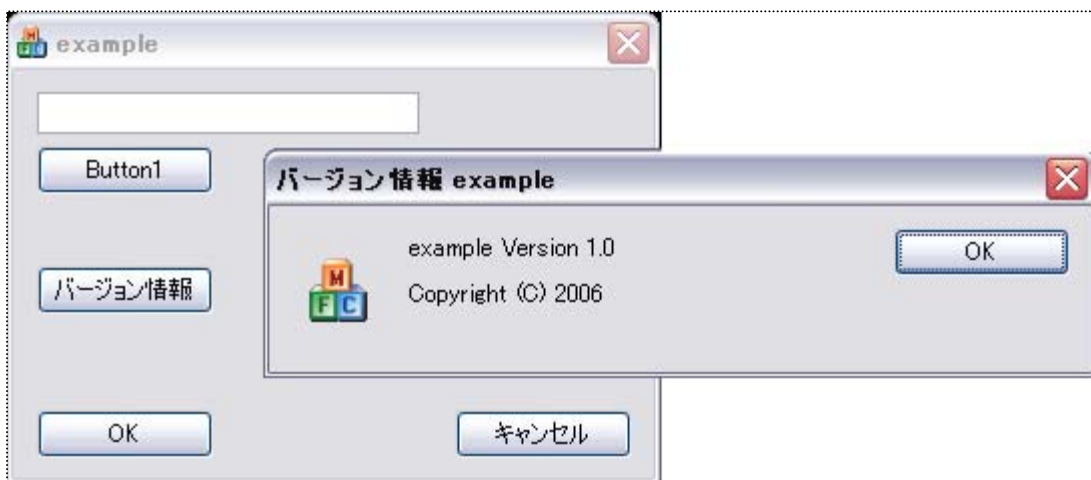 example
Button1
バージョン情報 example
example Version 1.0
OK
Copyright (C) 2006
バージョン情報
M
F C
OK
キャンセル